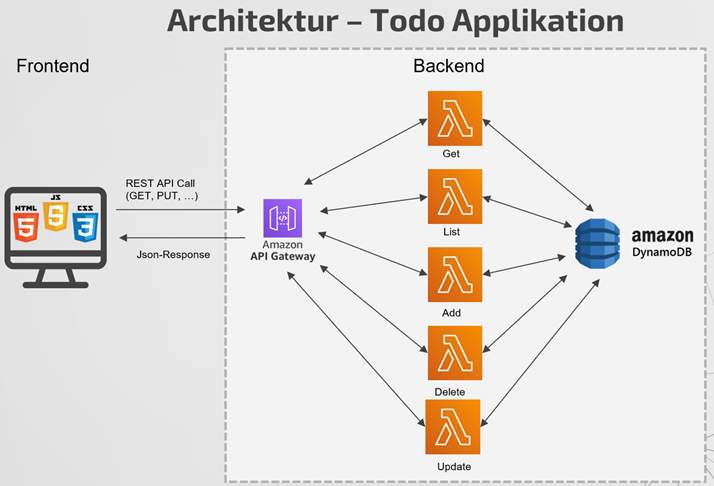 Architektur – Todo Applikation
Frontend
Backend
HTML
JS
CSS
5
5
3
REST API Call
(GET, PUT, ...)
Json-Response
Amazon
API Gateway
Get
List
Add
Delete
Update
amazon
DynamoDB